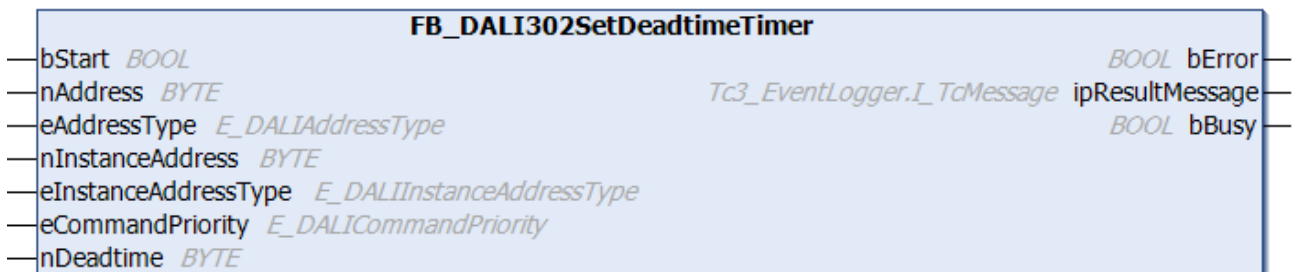 FB_DALI302SetDeadtimeTimer
bStart BOOL BOOL bError
nAddress BYTE Tc3_EventLogger.I_TcMessage ipResultMessage
eAddressType E_DALIAddressType BOOL bBusy
nInstanceAddress BYTE
eInstanceAddressType E_DALIInstanceAddressType
eCommandPriority E_DALICommandPriority
nDeadtime BYTE